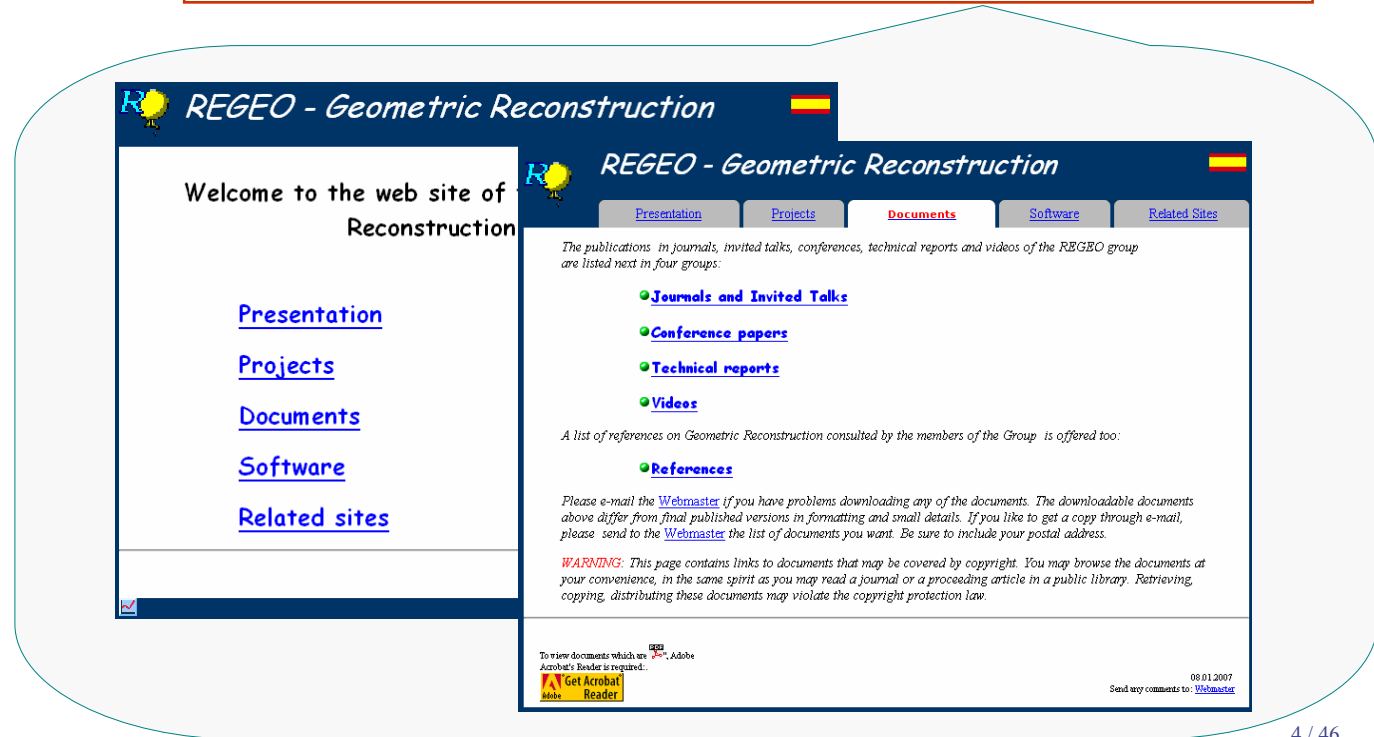 R
REGEO - Geometric Reconstruction
Welcome to the web site of
Reconstruction
Presentation
Projects
Documents
Software
Related sites
R
REGEO - Geometric Reconstruction
Presentation Projects Documents Software Related Sites
The publications in journals, invited talks, conferences, technical reports and videos of the REGEO group
are listed next in four groups:
Journals and Invited Talks
Conference papers
Technical reports
Videos
A list of references on Geometric Reconstruction consulted by the members of the Group is offered too:
References
Please e-mail the Webmaster if you have problems downloading any of the documents. The downloadable documents
above differ from final published versions in formatting and small details. If you like to get a copy through e-mail,
please send to the Webmaster the list of documents you want. Be sure to include your postal address.
WARNING: This page contains links to documents that may be covered by copyright. You may browse the documents at
your convenience, in the same spirit as you may read a journal or a proceeding article in a public library. Retrieving,
copying, distributing these documents may violate the copyright protection law.
To view documents which are PDF", Adobe
Acrobat's Reader is required:.
Get Acrobat
Adobe Reader
08.01.2007
Send any comments to: Webmaster
4 / 46